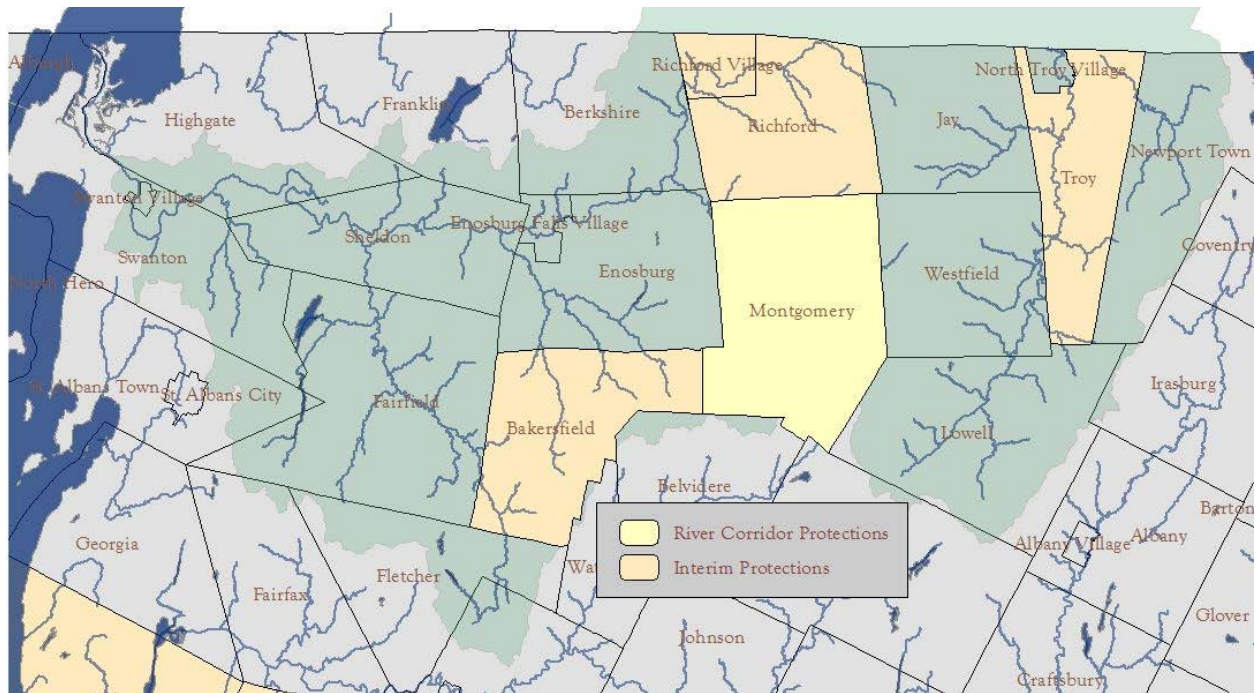 Alburgh
Highgate
Franklin
Berkshire
Richford Village
Richford
Jay
North Troy Village
Troy
Newport Town
Swanton Village
Swanton
Sheldon
Enosburg Falls Village
Enosburg
Montgomery
Westfield
Coventry
North Hero
St. Albans Town
St. Albans City
Fairfield
Bakersfield
Belvidere
Lowell
Irasburg
River Corridor Protections
Interim Protections
Georgia
Fairfax
Fletcher
Wat
Johnson
Albany Village
Albany
Barton
Glover
Craftsbury